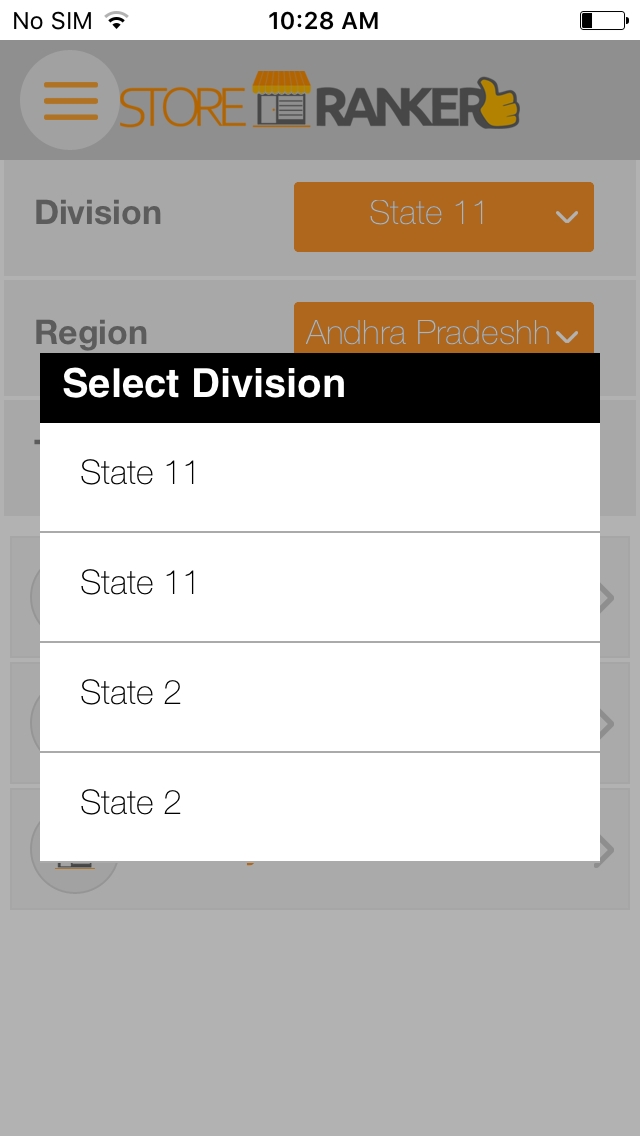 No SIM 10:28 AM
STORE RANKER
Division State 11
Region Andhra Pradeshh
Select Division
State 11
State 11
State 2
State 2